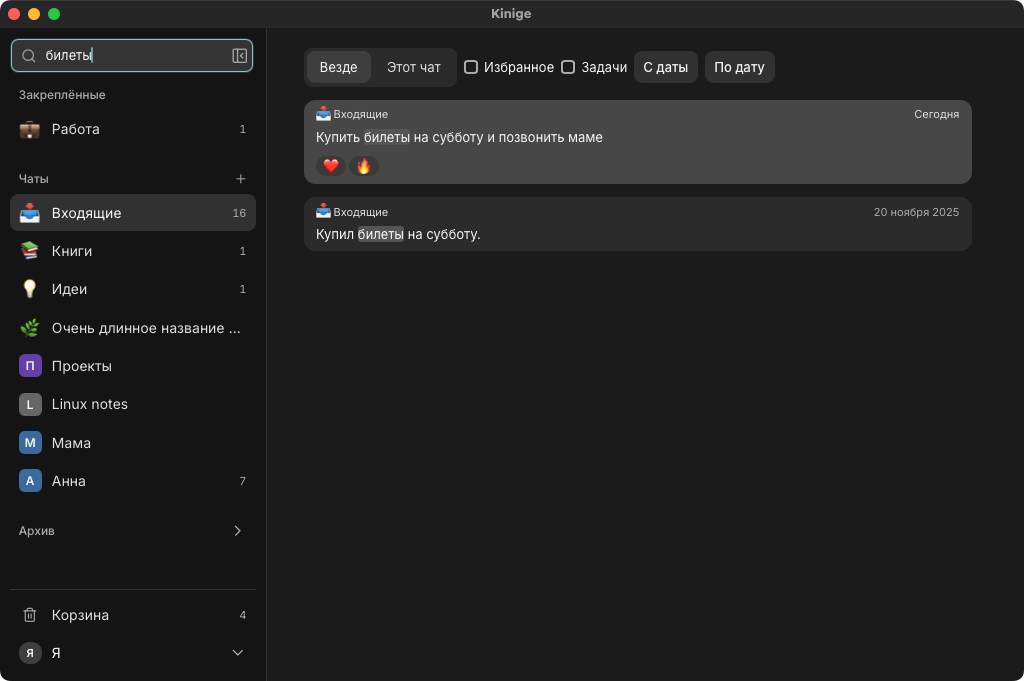 Kinige
билеты
Закреплённые
Работа 1
Чаты
Входящие 16
Книги 1
Идеи 1
Очень длинное название ...
П Проекты
L Linux notes
М Мама
А Анна 7
Архив
Корзина 4
Я Я
Везде Этот чат Избранное Задачи С даты По дату
Входящие Сегодня
Купить билеты на субботу и позвонить маме
Входящие 20 ноября 2025
Купил билеты на субботу.